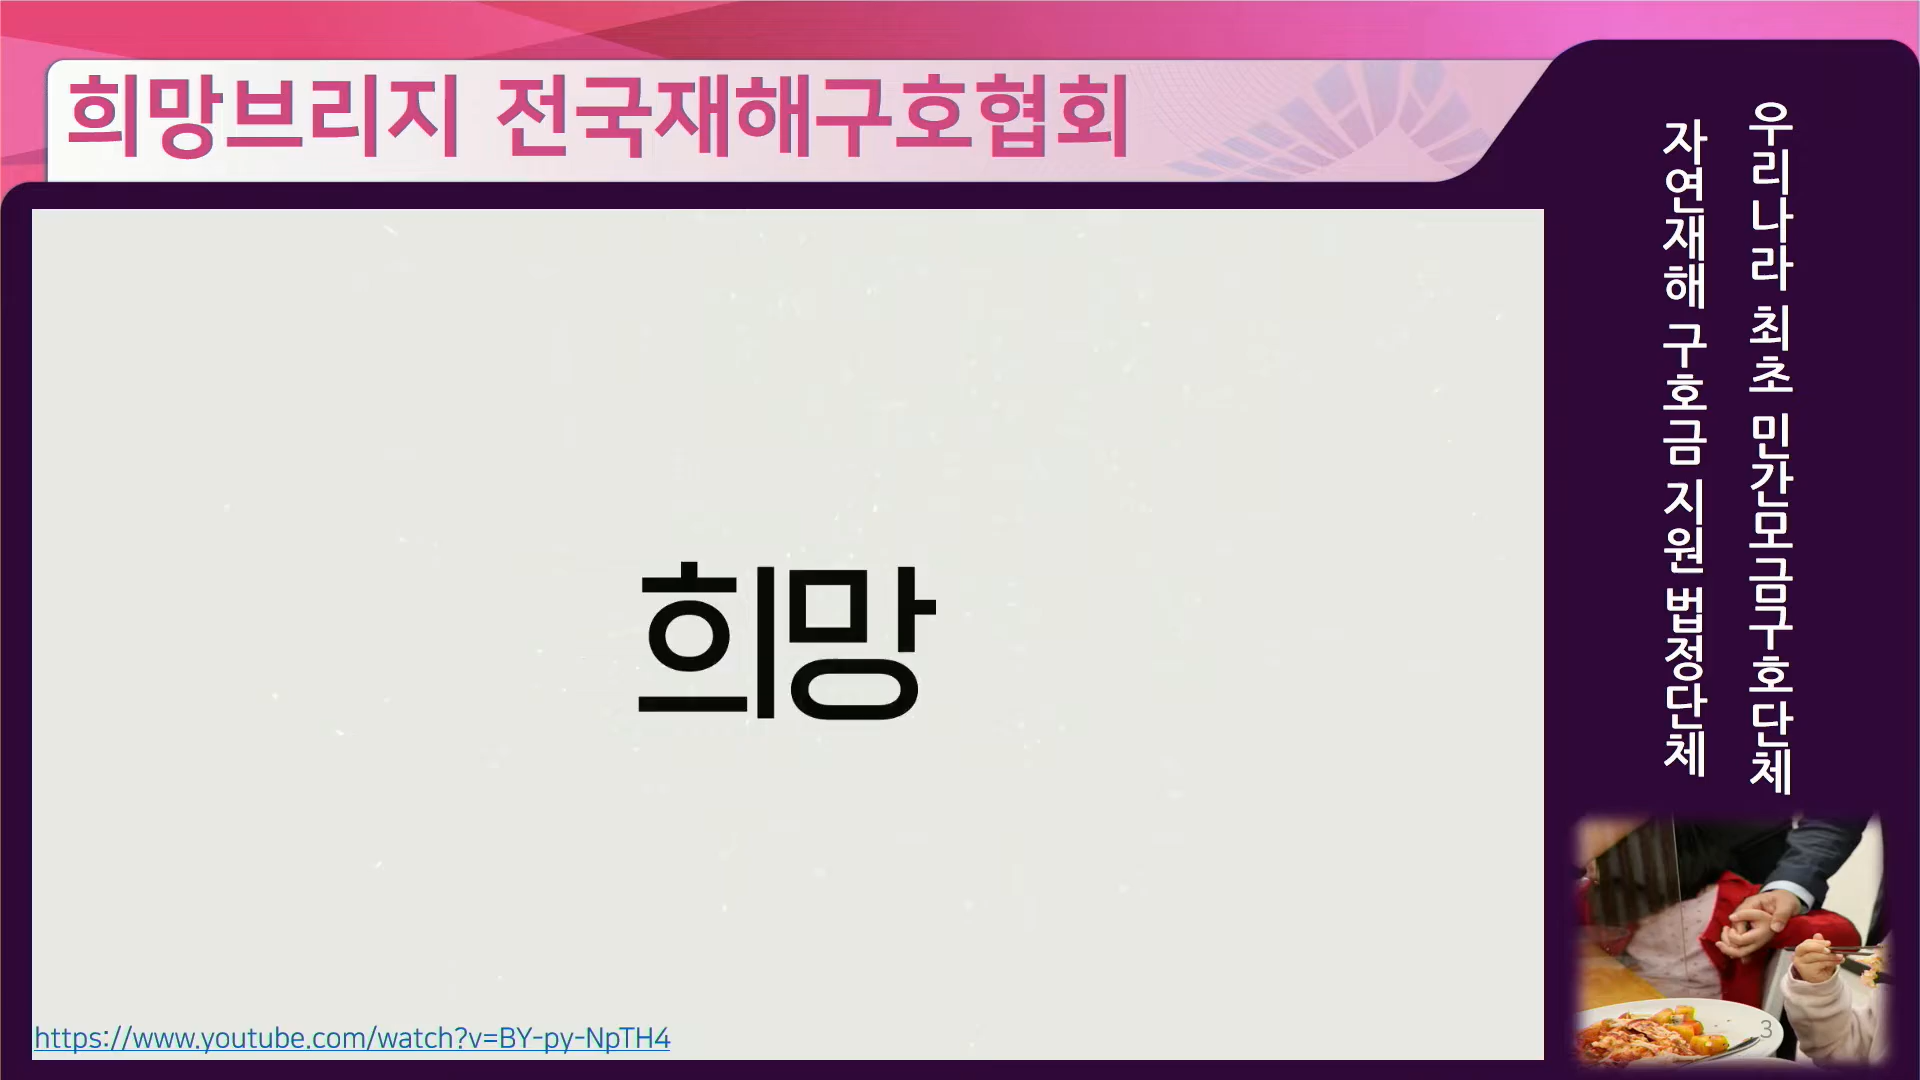 희망브리지 전국재해구호협회
우리나라 최초 민간모금구호단체
자연재해 구호금 지원 법정단체
희망
https://www.youtube.com/watch?v=BY-py-NpTH4
3